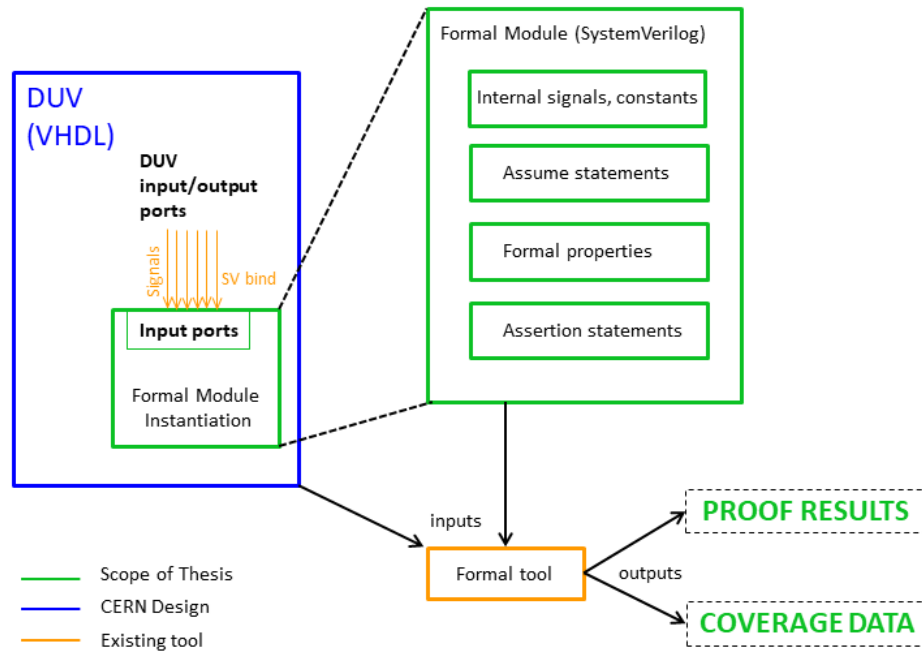 DUV
(VHDL)
DUV
input/output
ports
Signals
SV bind
Input ports
Formal Module
Instantiation
Formal Module (SystemVerilog)
Internal signals, constants
Assume statements
Formal properties
Assertion statements
inputs
Formal tool
outputs
PROOF RESULTS
COVERAGE DATA
Scope of Thesis
CERN Design
Existing tool